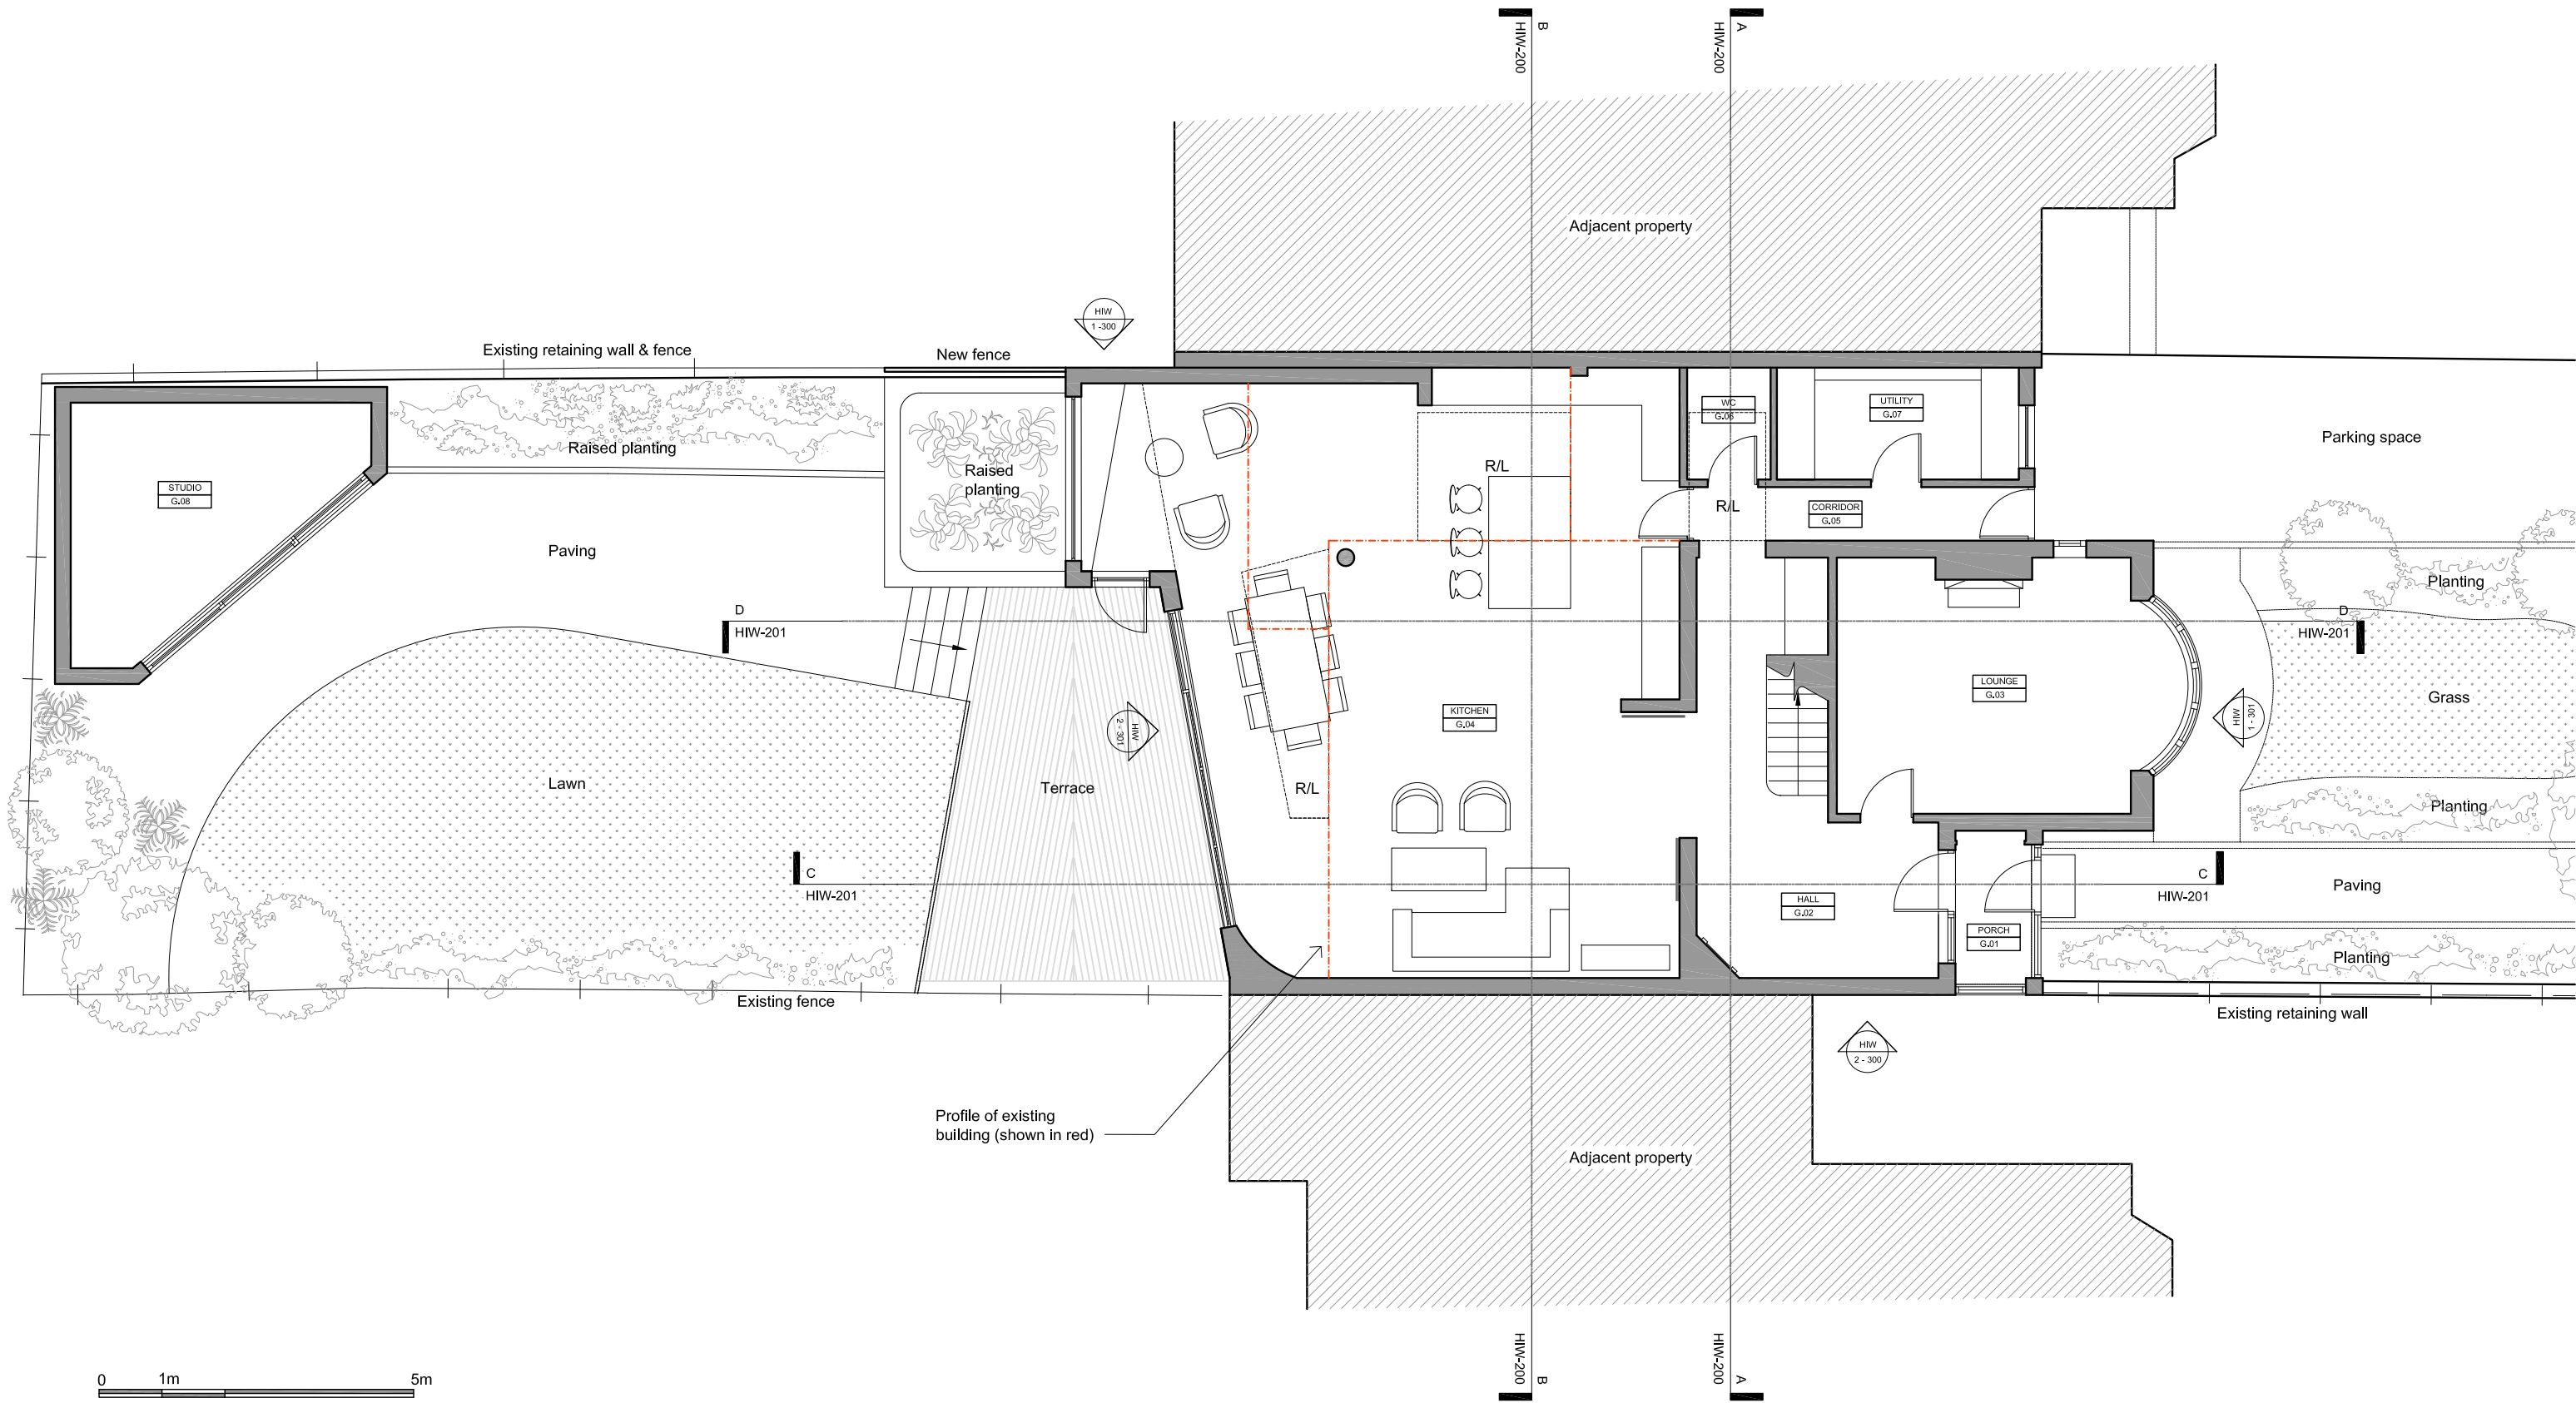 B
HIW-200
A
HIW-200
Adjacent property
HIW
1 -300
Existing retaining wall & fence
New fence
Raised planting
Raised
planting
STUDIO
G.08
Paving
WC
G.06
UTILITY
G.07
R/L
R/L
CORRIDOR
G.05
Parking space
Planting
D
HIW-201
D
HIW-201
LOUNGE
G.03
Grass
KITCHEN
G.04
HIW
2 - 301
HIW
1 - 301
Lawn
Terrace
R/L
Planting
C
HIW-201
C
HIW-201
Paving
HALL
G.02
PORCH
G.01
Planting
Existing fence
Existing retaining wall
HIW
2 - 300
Profile of existing
building (shown in red)
Adjacent property
HIW-200
B
HIW-200
A
0
1m
5m